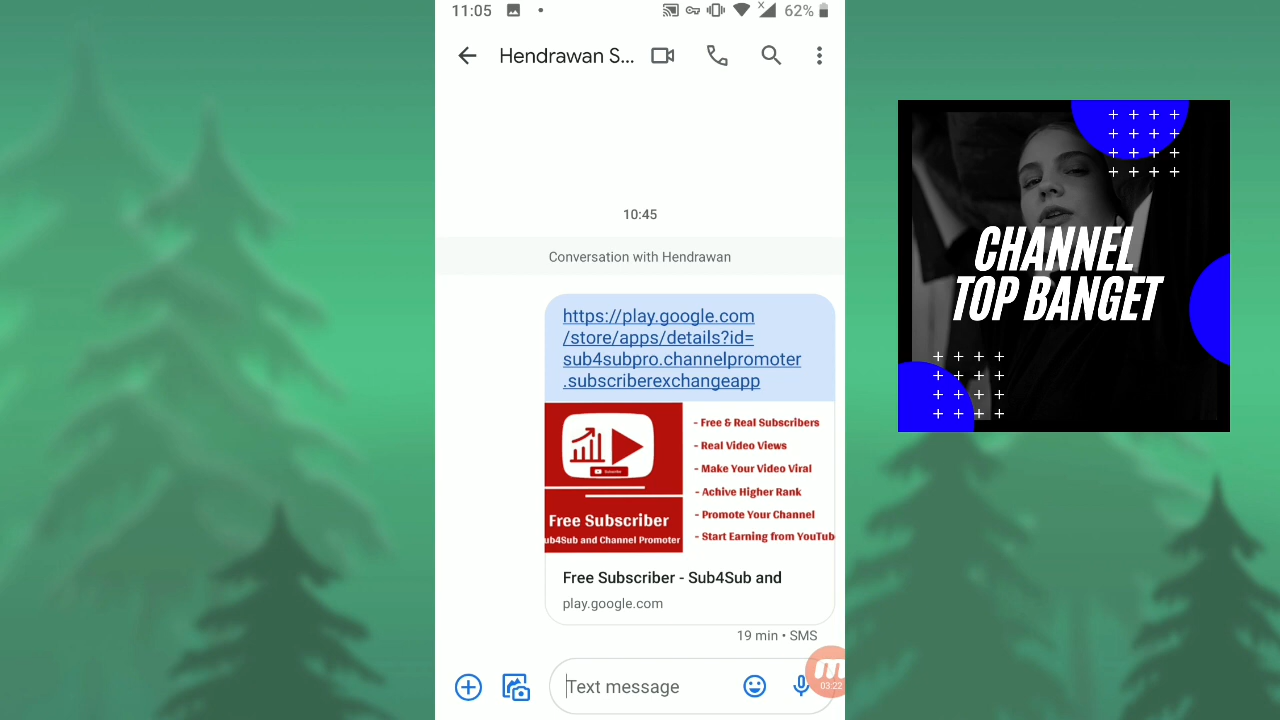 11:05
62%
Hendrawan S...
10:45
Conversation with Hendrawan
https://play.google.com
/store/apps/details?id=
sub4subpro.channelpromoter
.subscriberexchangeapp
Subscribe
Free Subscriber
ub4Sub and Channel Promoter
- Free & Real Subscribers
- Real Video Views
- Make Your Video Viral
- Achive Higher Rank
- Promote Your Channel
- Start Earning from YouTub
Free Subscriber - Sub4Sub and
play.google.com
19 min • SMS
Text message
03:22
CHANNEL
TOP BANGET